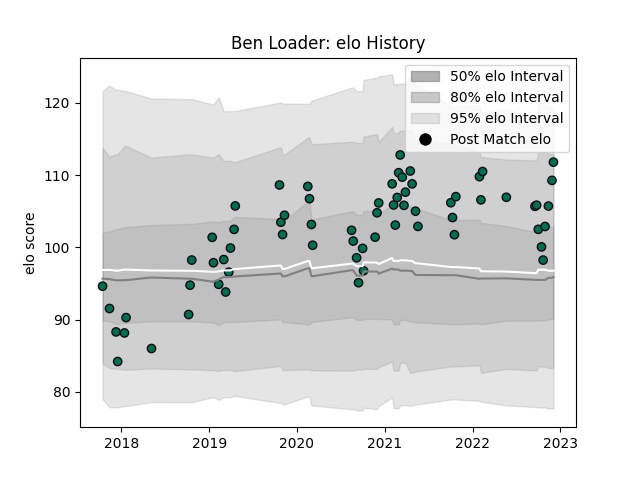 Ben Loader: elo History
50% elo Interval
80% elo Interval
95% elo Interval
Post Match elo
elo score
120
110
100
90
80
2018 2019 2020 2021 2022 2023